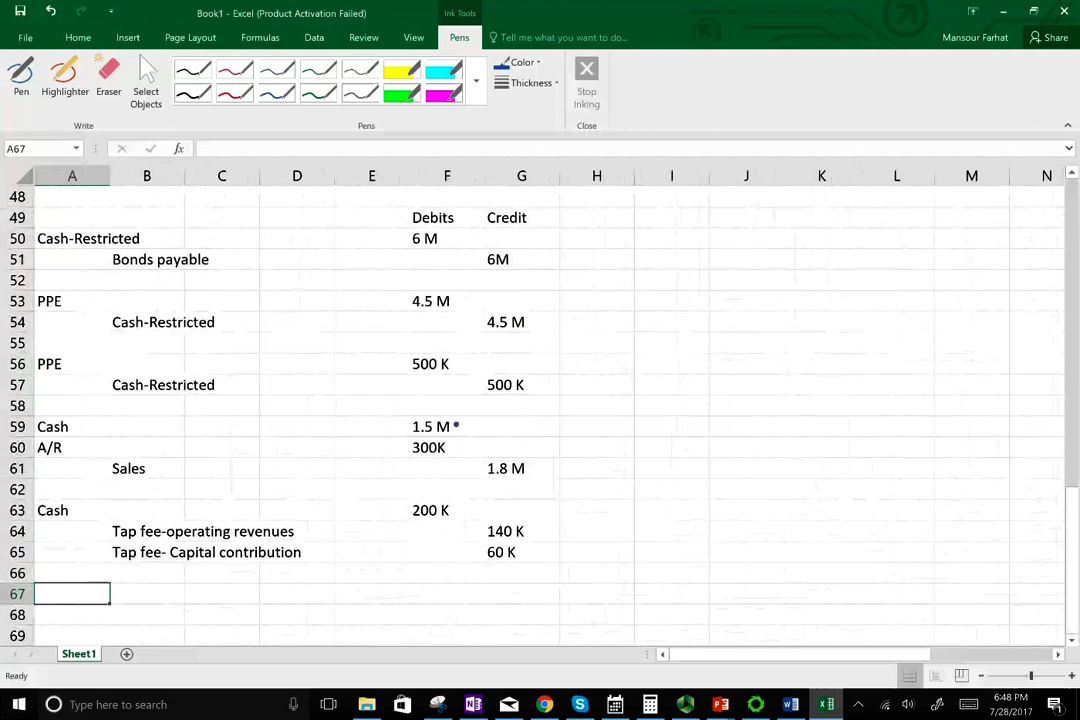 Book1 - Excel (Product Activation Failed)
Ink Tools
File Home Insert Page Layout Formulas Data Review View Pens Tell me what you want to do... Mansour Farhat Share
Pen Highlighter Eraser Select Objects Color Thickness Stop Inking
Write Pens Close
A67 fx
A B C D E F G H I J K L M N
48
49 Debits Credit
50 Cash-Restricted 6 M
51 Bonds payable 6M
52
53 PPE 4.5 M
54 Cash-Restricted 4.5 M
55
56 PPE 500 K
57 Cash-Restricted 500 K
58
59 Cash 1.5 M
60 A/R 300K
61 Sales 1.8 M
62
63 Cash 200 K
64 Tap fee-operating revenues 140 K
65 Tap fee- Capital contribution 60 K
66
67
68
69
Sheet1
Ready
Type here to search
6:48 PM
7/28/2017